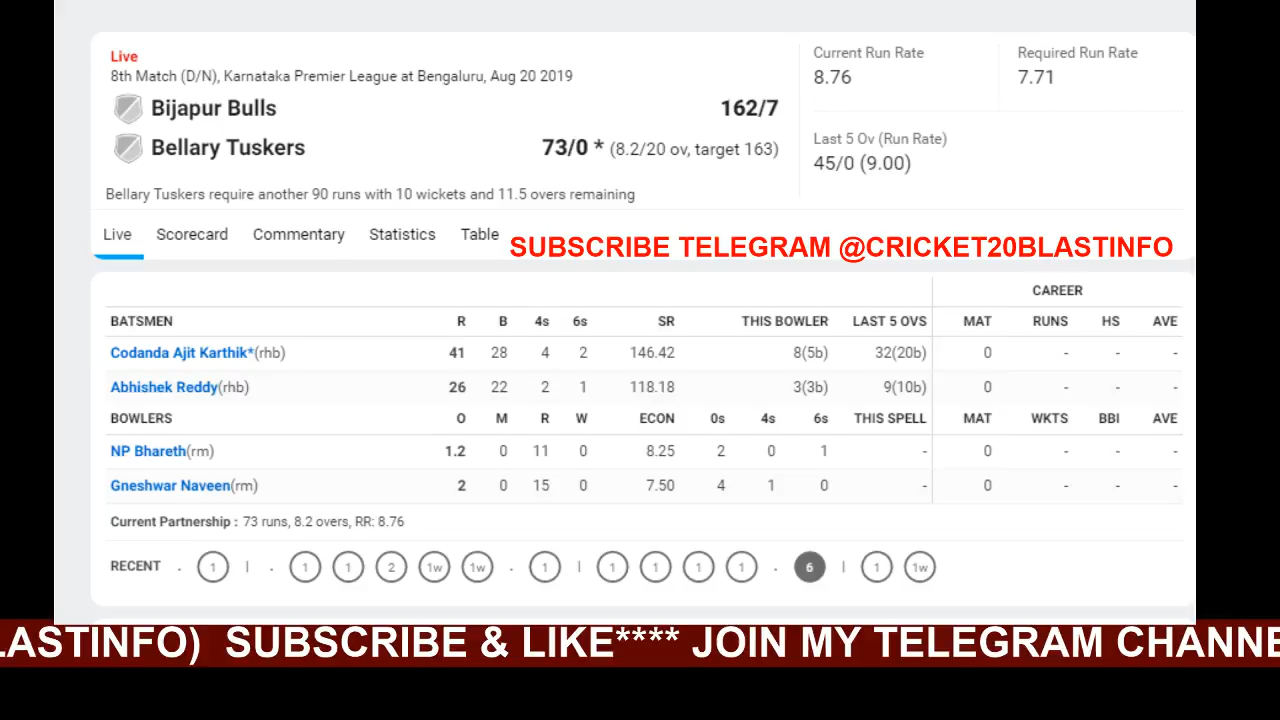 Live
8th Match (D/N), Karnataka Premier League at Bengaluru, Aug 20 2019
Bijapur Bulls 162/7
Bellary Tuskers 73/0 * (8.2/20 ov, target 163)
Bellary Tuskers require another 90 runs with 10 wickets and 11.5 overs remaining
Current Run Rate Required Run Rate
8.76 7.71
Last 5 Ov (Run Rate)
45/0 (9.00)
Live Scorecard Commentary Statistics Table
SUBSCRIBE TELEGRAM @CRICKET20BLASTINFO
CAREER
BATSMEN R B 4s 6s SR THIS BOWLER LAST 5 OVS MAT RUNS HS AVE
Codanda Ajit Karthik*(rhb) 41 28 4 2 146.42 8(5b) 32(20b) 0 - - -
Abhishek Reddy(rhb) 26 22 2 1 118.18 3(3b) 9(10b) 0 - - -
BOWLERS O M R W ECON 0s 4s 6s THIS SPELL MAT WKTS BBI AVE
NP Bhareth(rm) 1.2 0 11 0 8.25 2 0 1 - 0 - - -
Gneshwar Naveen(rm) 2 0 15 0 7.50 4 1 0 - 0 - - -
Current Partnership : 73 runs, 8.2 overs, RR: 8.76
RECENT . 1 | . 1 1 2 1w 1w . 1 | 1 1 1 1 . 6 | 1 1w
LASTINFO) SUBSCRIBE & LIKE**** JOIN MY TELEGRAM CHANNE